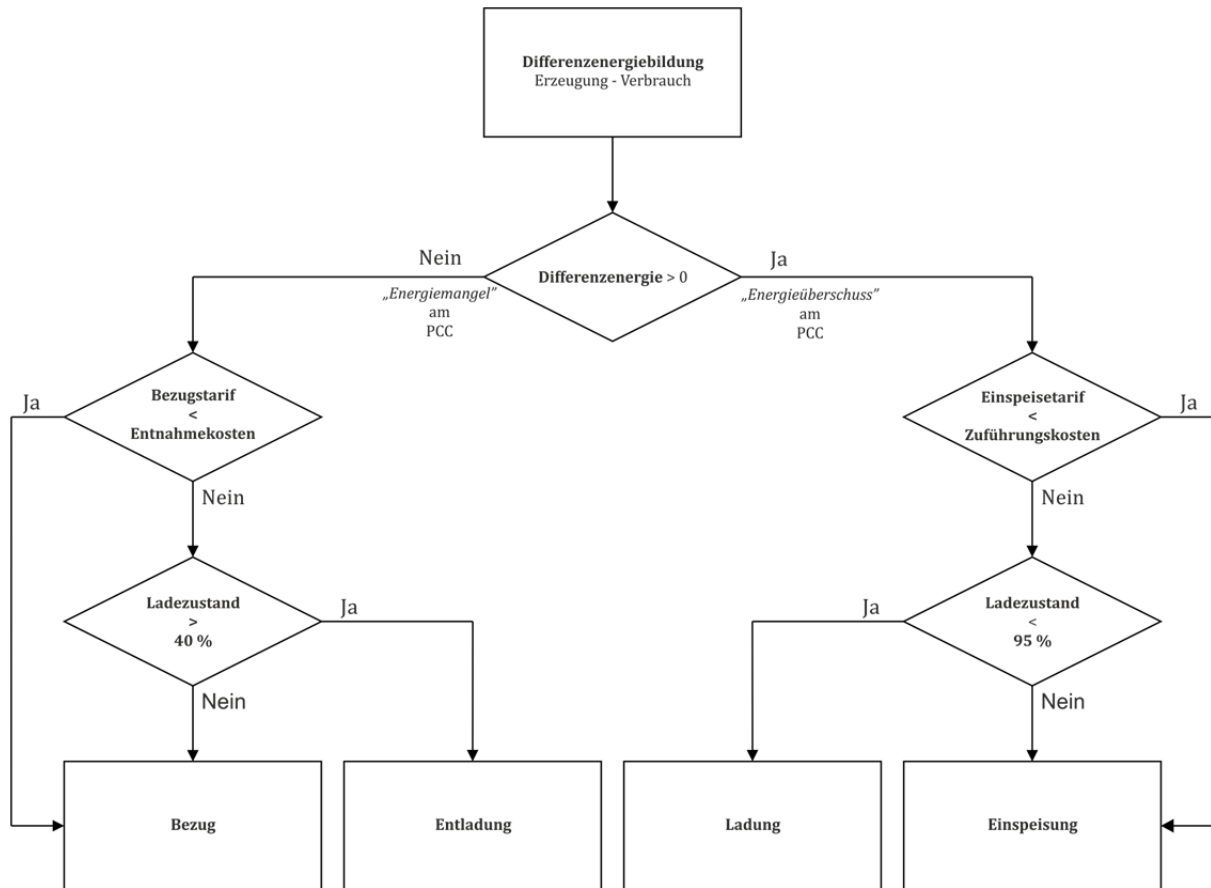 Differenzenergiebildung
Erzeugung - Verbrauch
Nein
Differenzenergie > 0
Ja
„Energiemangel”
am
PCC
„Energieüberschuss”
am
PCC
Ja
Bezugstarif
<
Entnahmekosten
Einspeisetarif
<
Zuführungskosten
Ja
Nein
Nein
Ladezustand
>
40 %
Ja
Ja
Ladezustand
<
95 %
Nein
Nein
Bezug
Entladung
Ladung
Einspeisung